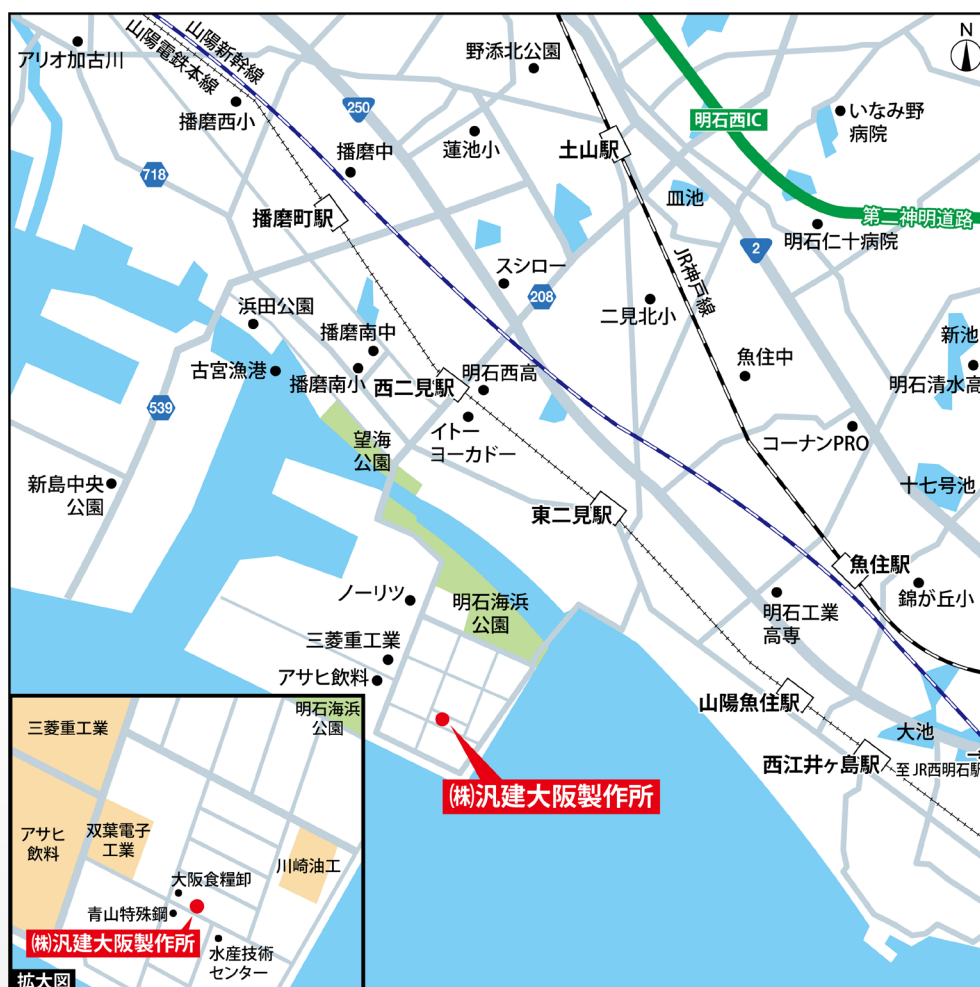 山陽新幹線
山陽電鉄本線
アリオ加古川
播磨西小
250
播磨中
野添北公園
蓮池小
土山駅
N
明石西IC
いなみ野
病院
718
播磨町駅
皿池
第二神明道路
明石仁十病院
2
スシロー
208
JR神戸線
二見北小
浜田公園
播磨南中
古宮漁港
播磨南小
西二見駅
明石西高
魚住中
新池
明石清水高
539
望海
公園
イトー
ヨーカドー
コーナンPRO
新島中央
公園
十七号池
東二見駅
魚住駅
ノーリツ
明石海浜
公園
明石工業
高専
錦が丘小
三菱重工業
アサヒ飲料
山陽魚住駅
大池
西江井ヶ島駅
至JR西明石駅
㈱汎建大阪製作所
三菱重工業
明石海浜
公園
アサヒ
飲料
双葉電子
工業
川崎油工
大阪食糧卸
青山特殊鋼
㈱汎建大阪製作所
水産技術
センター
拡大図